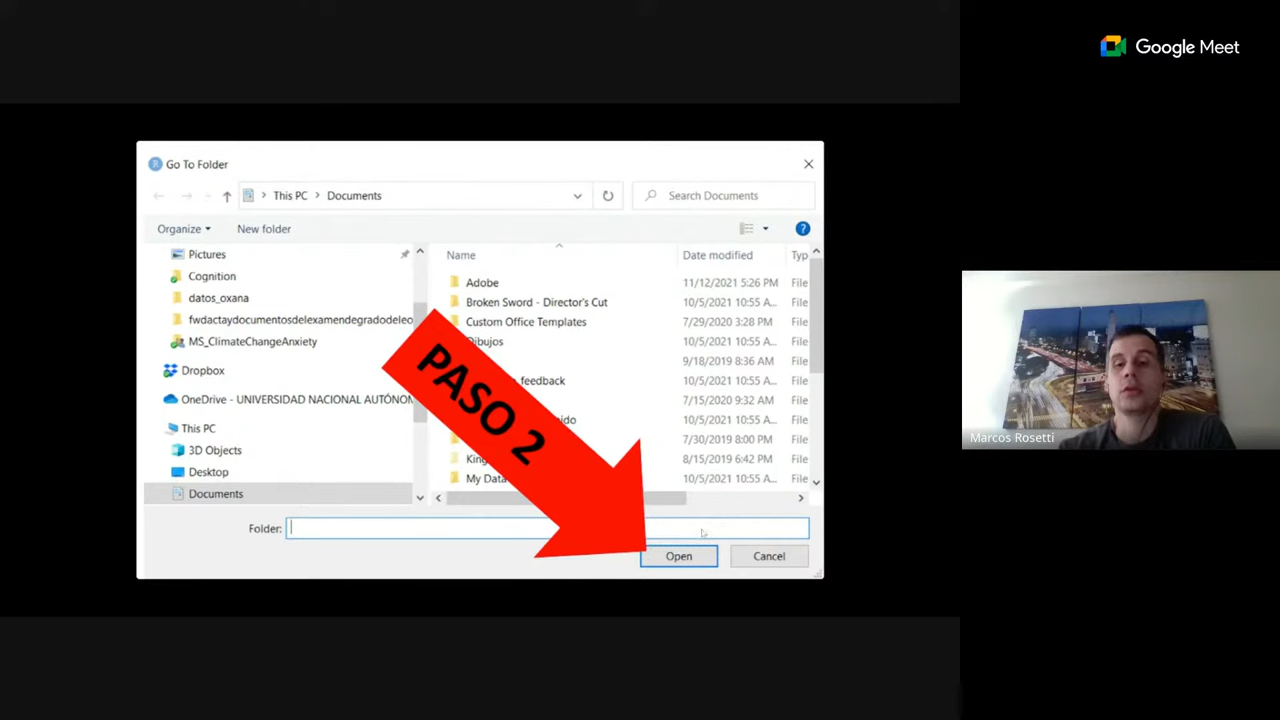 Google Meet
Go To Folder
This PC > Documents
Search Documents
Organize
New folder
Pictures
Cognition
datos_oxana
fwdactaydocumentosdelexamendegradodeleo
MS_ClimateChangeAnxiety
Dropbox
OneDrive - UNIVERSIDAD NACIONAL AUTÓNOM
This PC
3D Objects
Desktop
Documents
Name Date modified Typ
Adobe 11/12/2021 5:26 PM File
Broken Sword - Director's Cut 10/5/2021 10:55 A... File
Custom Office Templates 7/29/2020 3:28 PM File
Dibujos 10/5/2021 10:55 A... File
9/18/2019 8:36 AM File
feedback 10/5/2021 10:55 A... File
7/15/2020 9:32 AM File
10/5/2021 10:55 A... File
7/30/2019 8:00 PM File
8/15/2019 6:42 PM File
My Data 10/5/2021 10:55 A... File
PASO 2
Folder:
Open
Cancel
Marcos Rosetti